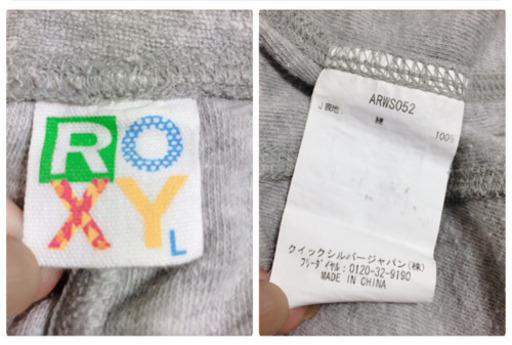 RO
XY
L
ARWS052
J 表地: 綿 100%
クイックシルバージャパン(株)
フリーダイヤル: 0120-32-9190
MADE IN CHINA